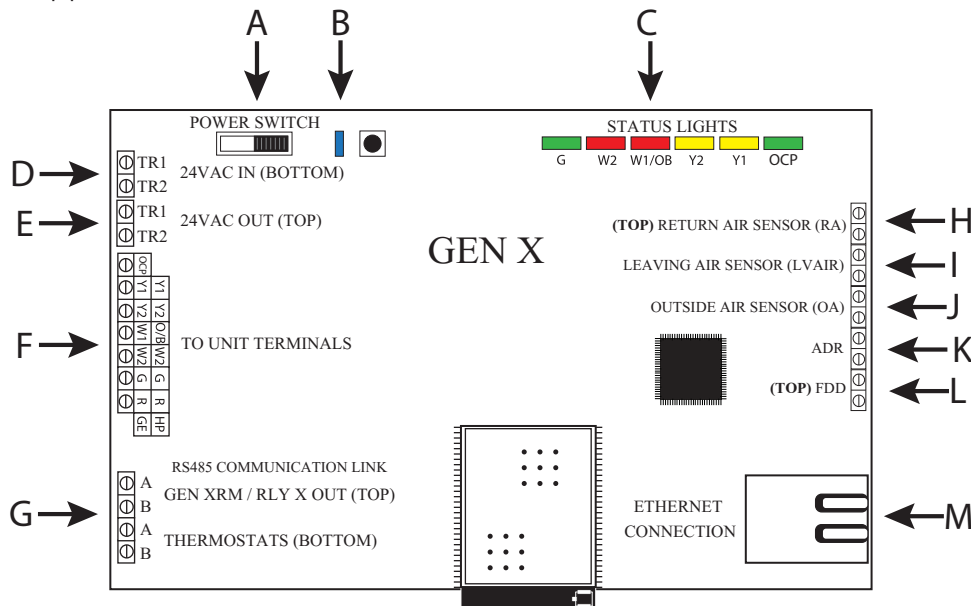 A
B
C
POWER SWITCH
STATUS LIGHTS
G W2 W1/OB Y2 Y1 OCP
D
TR1
TR2
24VAC IN (BOTTOM)
E
TR1
TR2
24VAC OUT (TOP)
GEN X
(TOP) RETURN AIR SENSOR (RA)
H
LEAVING AIR SENSOR (LVAIR)
I
OUTSIDE AIR SENSOR (OA)
J
ADR
K
(TOP) FDD
L
F
OCP
Y1 Y1
Y2 Y2
W1 O/B
W2 W2
G G
R R
GE HP
TO UNIT TERMINALS
RS485 COMMUNICATION LINK
GEN XRM / RLY X OUT (TOP)
THERMOSTATS (BOTTOM)
G
A
B
A
B
ETHERNET
CONNECTION
M